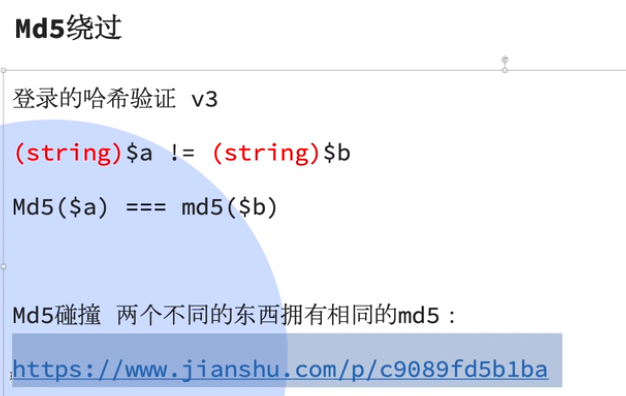 Md5绕过
登录的哈希验证 v3
(string)$a != (string)$b
Md5($a) === md5($b)
Md5碰撞 两个不同的东西拥有相同的md5：
https://www.jianshu.com/p/c9089fd5b1ba